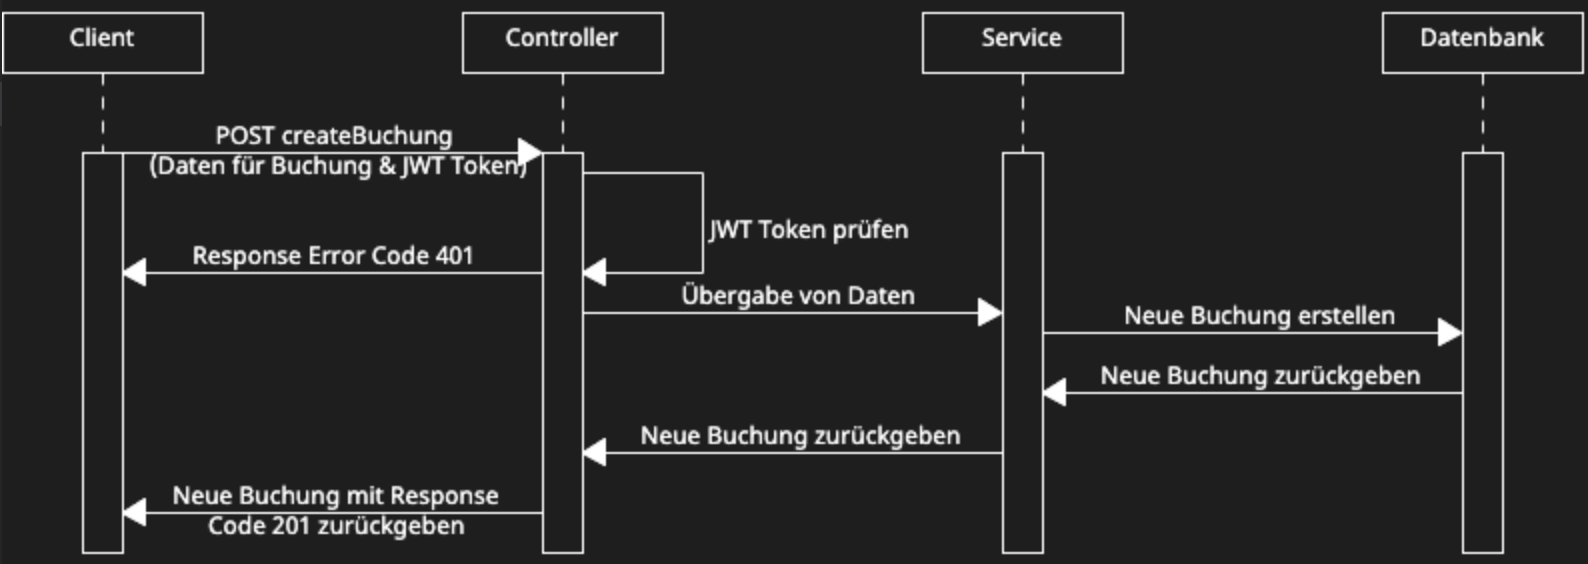 Client
Controller
Service
Datenbank
POST createBuchung
(Daten für Buchung & JWT Token)
JWT Token prüfen
Response Error Code 401
Übergabe von Daten
Neue Buchung erstellen
Neue Buchung zurückgeben
Neue Buchung zurückgeben
Neue Buchung mit Response
Code 201 zurückgeben